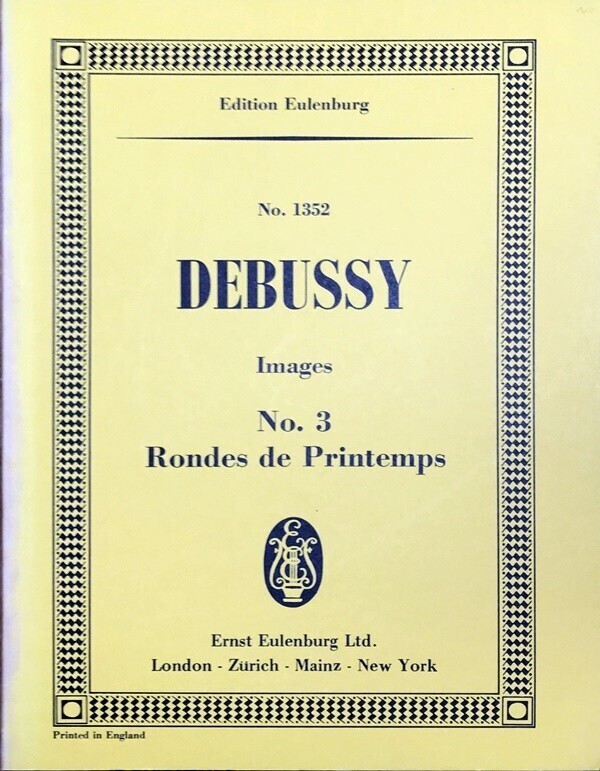 Edition Eulenburg
No. 1352
DEBUSSY
Images
No. 3
Rondes de Printemps
E
Ernst Eulenburg Ltd.
London - Zürich - Mainz - New York
Printed in England